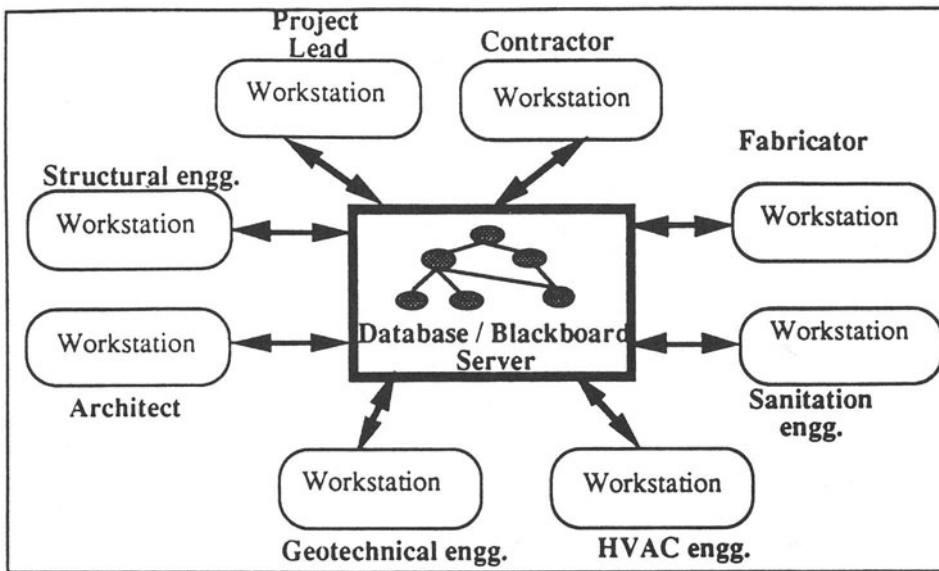 Project
Lead
Workstation
Contractor
Workstation
Fabricator
Workstation
Structural engg.
Workstation
Database / Blackboard
Server
Workstation
Architect
Workstation
Sanitation
engg.
Workstation
Geotechnical engg.
Workstation
HVAC engg.